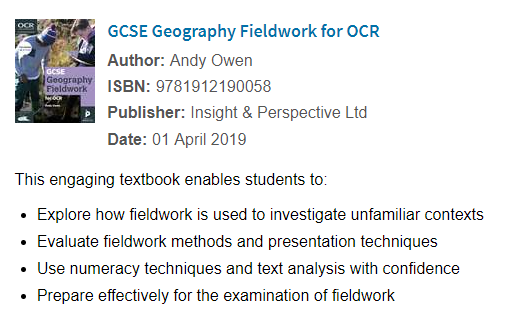 GCSE Geography Fieldwork for OCR
Author: Andy Owen
ISBN: 9781912190058
Publisher: Insight & Perspective Ltd
Date: 01 April 2019
OCR
GCSE
Geography
Fieldwork
for OCR
Andy Owen
This engaging textbook enables students to:
• Explore how fieldwork is used to investigate unfamiliar contexts
• Evaluate fieldwork methods and presentation techniques
• Use numeracy techniques and text analysis with confidence
• Prepare effectively for the examination of fieldwork